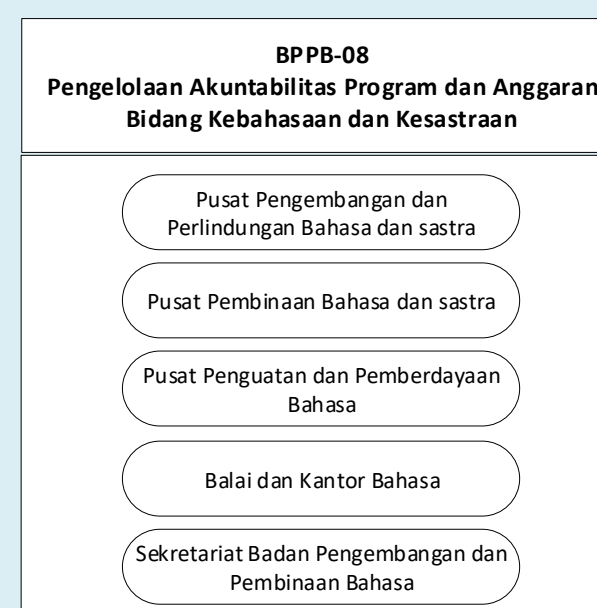 BPPB-08
Pengelolaan Akuntabilitas Program dan Anggaran
Bidang Kebahasaan dan Kesastraan
Pusat Pengembangan dan
Perlindungan Bahasa dan sastra
Pusat Pembinaan Bahasa dan sastra
Pusat Penguatan dan Pemberdayaan
Bahasa
Balai dan Kantor Bahasa
Sekretariat Badan Pengembangan dan
Pembinaan Bahasa